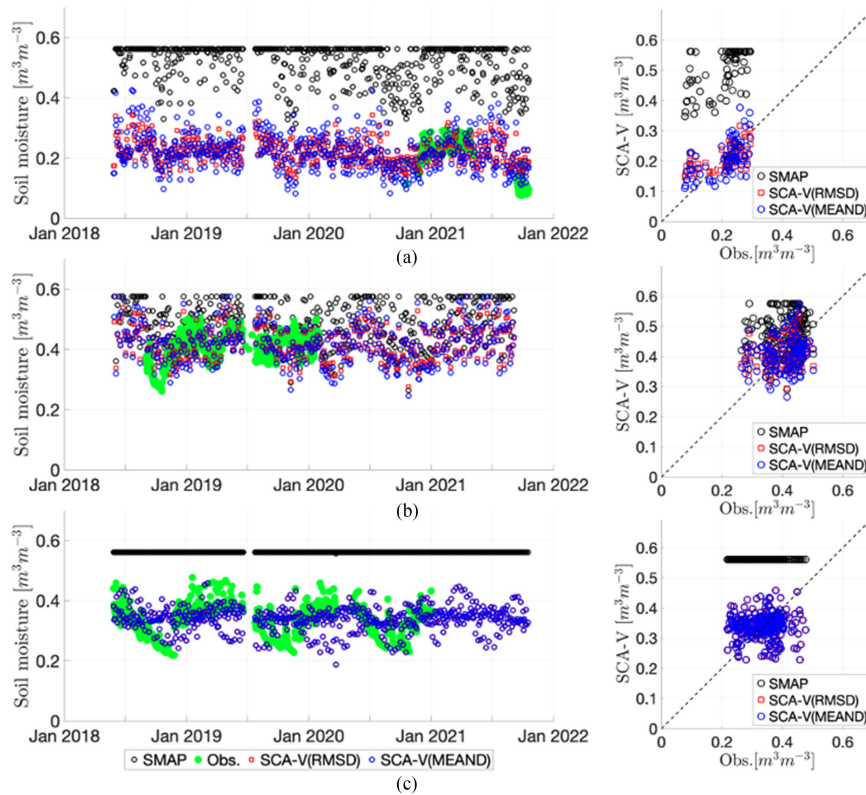 0.6
0.4
0.2
0
Soil moisture [m³m⁻³]
Jan 2018 Jan 2019 Jan 2020 Jan 2021 Jan 2022
(a)
0.6
0.5
0.4
0.3
0.2
0.1
0
SCA-V [m³m⁻³]
SMAP
SCA-V(RMSD)
SCA-V(MEAND)
0 0.2 0.4 0.6
Obs.[m³m⁻³]
0.6
0.4
0.2
0
Soil moisture [m³m⁻³]
Jan 2018 Jan 2019 Jan 2020 Jan 2021 Jan 2022
(b)
0.6
0.5
0.4
0.3
0.2
0.1
0
SCA-V [m³m⁻³]
SMAP
SCA-V(RMSD)
SCA-V(MEAND)
0 0.2 0.4 0.6
Obs.[m³m⁻³]
0.6
0.4
0.2
0
Soil moisture [m³m⁻³]
Jan 2018 Jan 2019 Jan 2020 Jan 2021 Jan 2022
SMAP Obs. SCA-V(RMSD) SCA-V(MEAND)
(c)
0.6
0.5
0.4
0.3
0.2
0.1
0
SCA-V [m³m⁻³]
SMAP
SCA-V(RMSD)
SCA-V(MEAND)
0 0.2 0.4 0.6
Obs.[m³m⁻³]